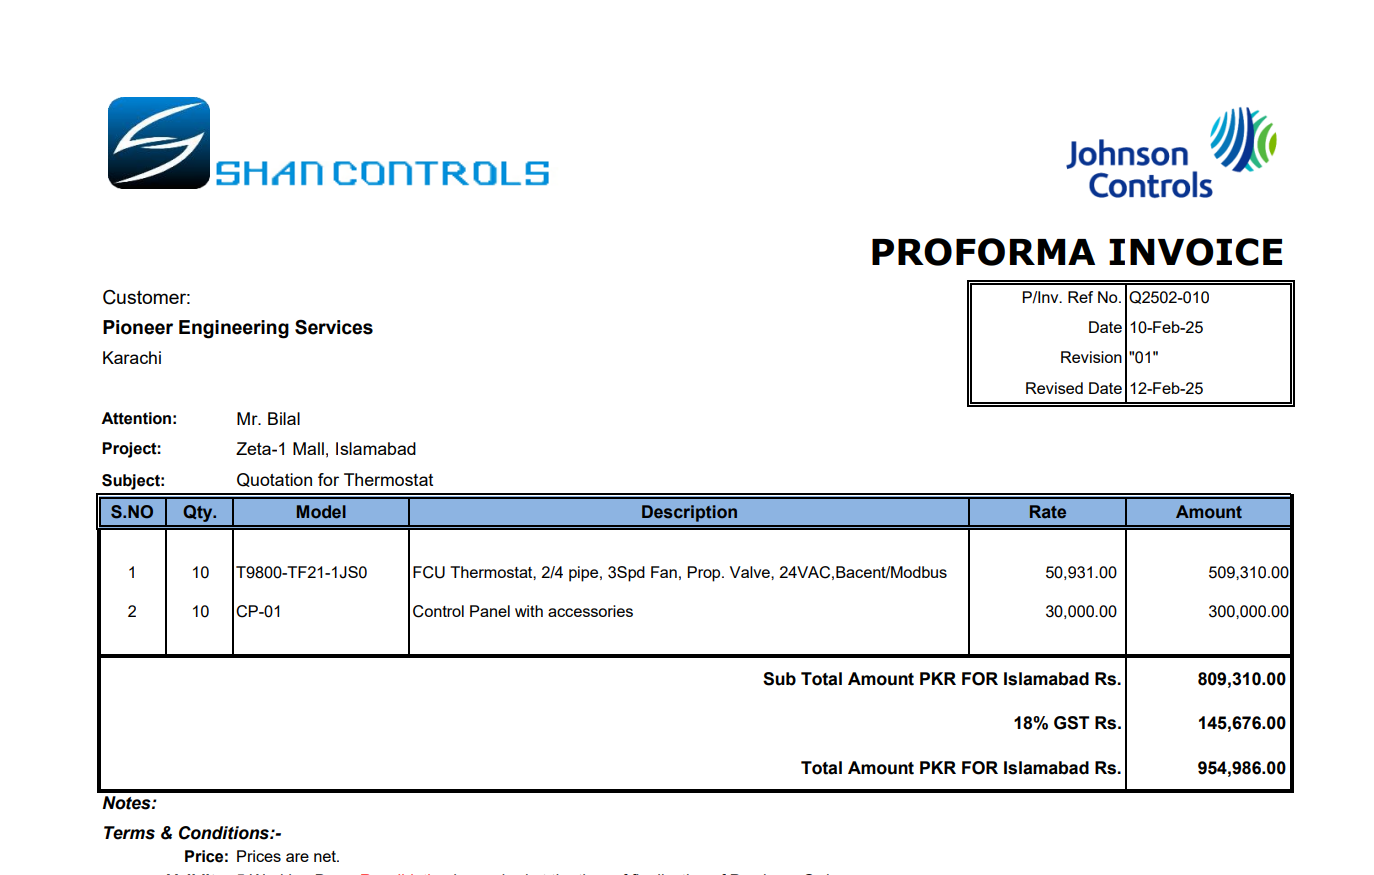 SHAN CONTROLS
Johnson
Controls
PROFORMA INVOICE
Customer:
P/Inv. Ref No. Q2502-010
Pioneer Engineering Services
Date 10-Feb-25
Karachi
Revision "01"
Revised Date 12-Feb-25
Attention: Mr. Bilal
Project: Zeta-1 Mall, Islamabad
Subject: Quotation for Thermostat
S.NO Qty. Model Description Rate Amount
1 10 T9800-TF21-1JS0 FCU Thermostat, 2/4 pipe, 3Spd Fan, Prop. Valve, 24VAC,Bacent/Modbus 50,931.00 509,310.00
2 10 CP-01 Control Panel with accessories 30,000.00 300,000.00
Sub Total Amount PKR FOR Islamabad Rs. 809,310.00
18% GST Rs. 145,676.00
Total Amount PKR FOR Islamabad Rs. 954,986.00
Notes:
Terms & Conditions:-
Price: Prices are net.